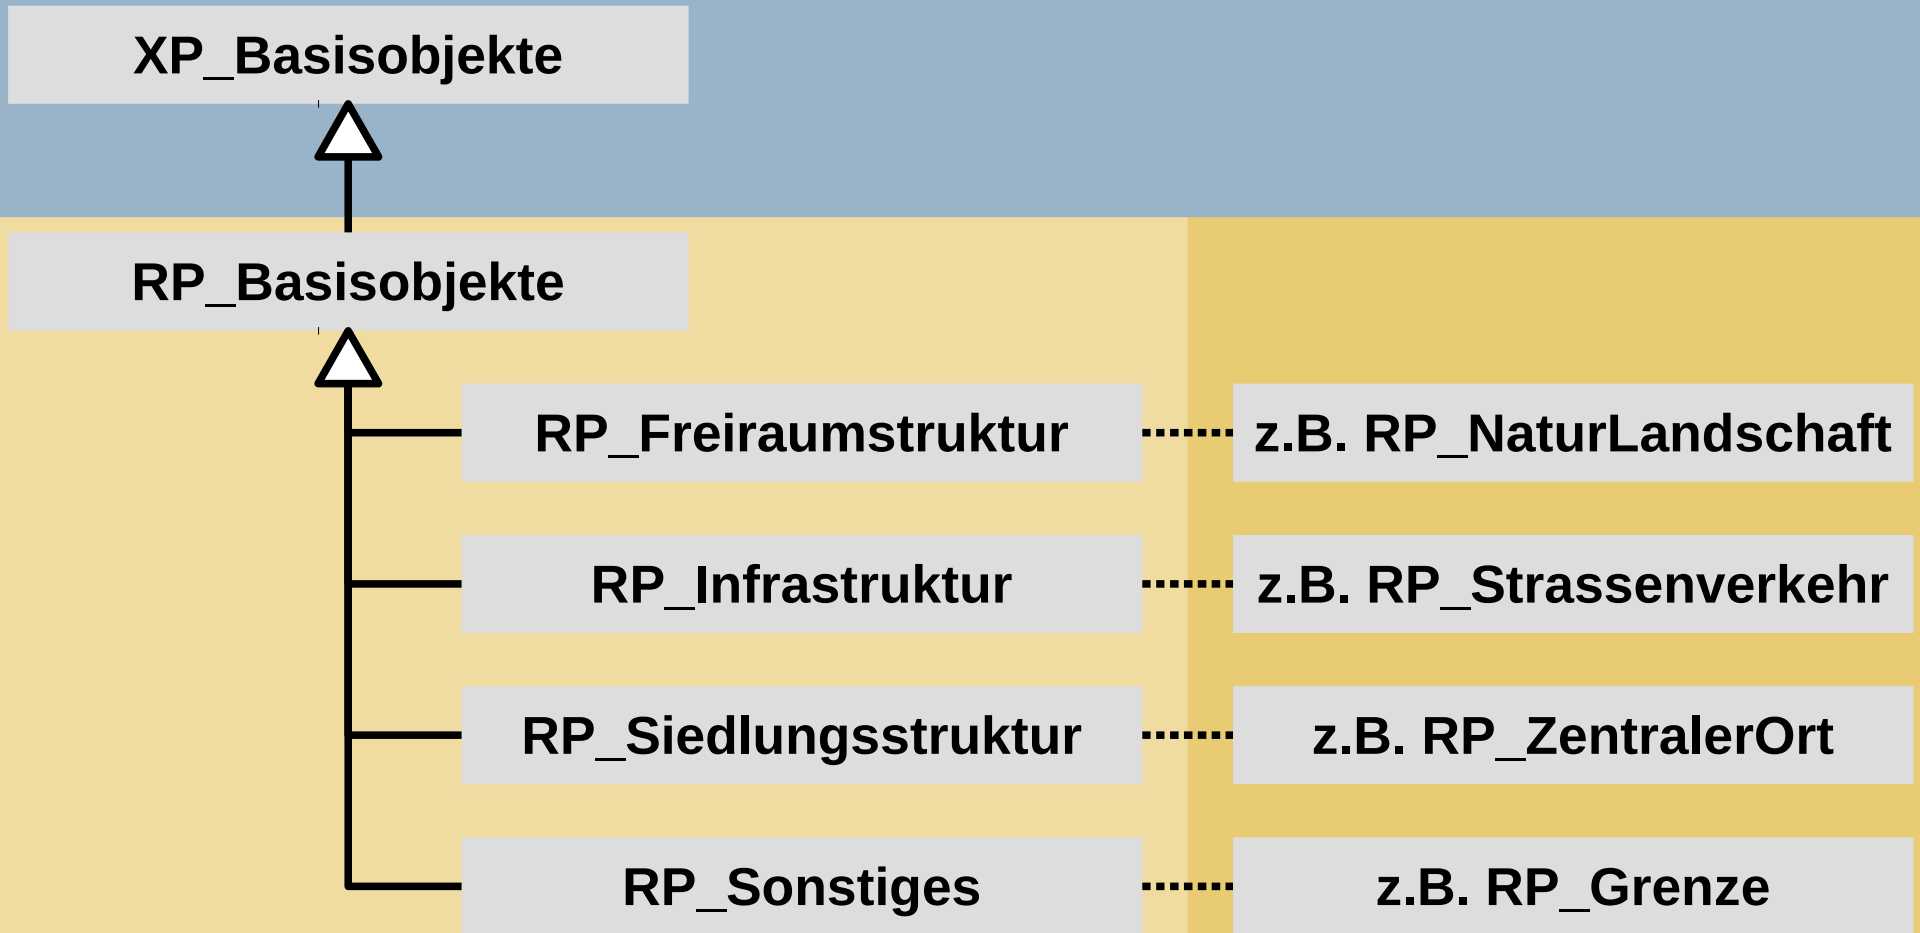 XP_Basisobjekte
RP_Basisobjekte
RP_Freiraumstruktur
z.B. RP_NaturLandschaft
RP_Infrastruktur
z.B. RP_Strassenverkehr
RP_Siedlungsstruktur
z.B. RP_ZentralerOrt
RP_Sonstiges
z.B. RP_Grenze